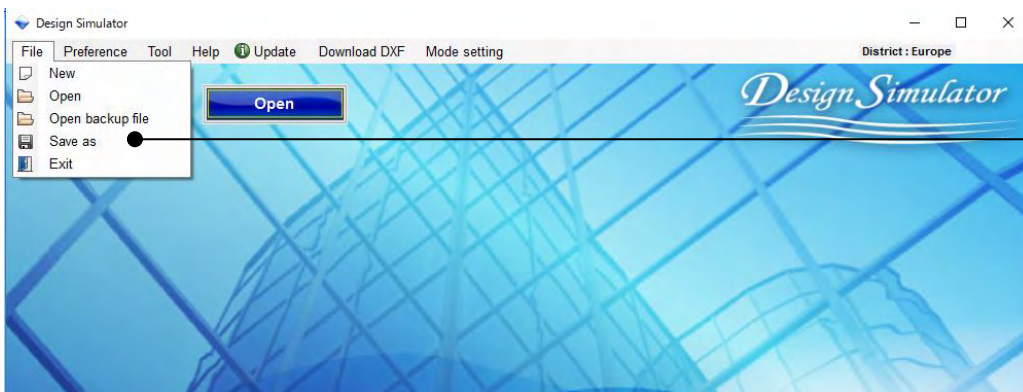 Design Simulator
File Preference Tool Help Update Download DXF Mode setting District : Europe
New
Open
Open backup file
Save as
Exit
Open
Design Simulator